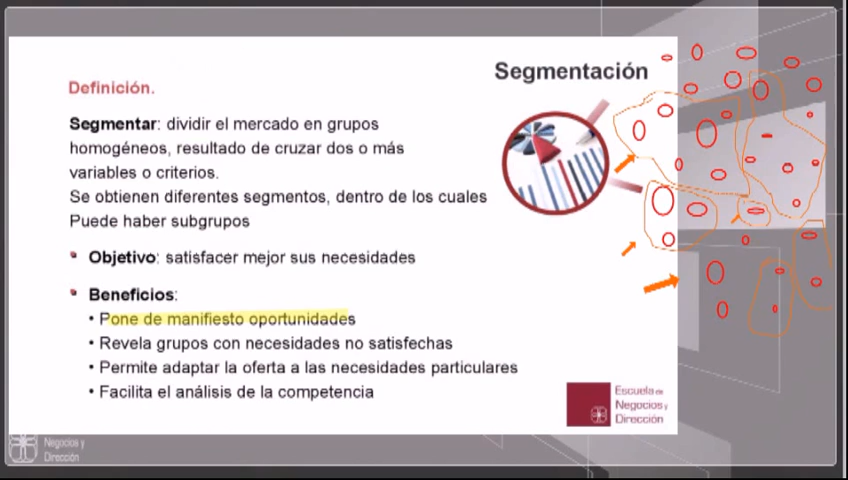 Segmentación
Definición.
Segmentar: dividir el mercado en grupos
homogéneos, resultado de cruzar dos o más
variables o criterios.
Se obtienen diferentes segmentos, dentro de los cuales
Puede haber subgrupos
Objetivo: satisfacer mejor sus necesidades
Beneficios:
• Pone de manifiesto oportunidades
• Revela grupos con necesidades no satisfechas
• Permite adaptar la oferta a las necesidades particulares
• Facilita el análisis de la competencia
Escuela de
Negocios y
Dirección
Negocios y
Dirección